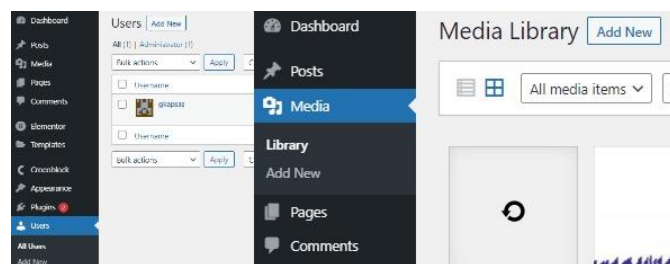 Dashboard
Posts
Media
Pages
Comments
Elementor
Templates
Crocoblock
Appearance
Plugins 2
Users
All Users
Add New
Users Add New
All (1) | Administrator (1)
Bulk actions Apply
Username
gkapsas
Username
Bulk actions Apply
Dashboard
Posts
Media
Library
Add New
Pages
Comments
Media Library Add New
All media items